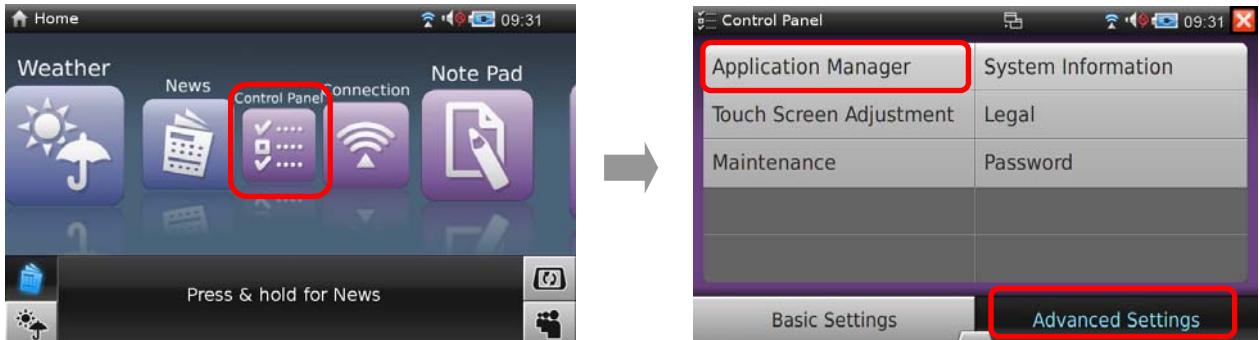 Home 09:31
Weather
News
Control Panel
Connection
Note Pad
Press & hold for News
Control Panel 09:31
Application Manager System Information
Touch Screen Adjustment Legal
Maintenance Password
Basic Settings Advanced Settings